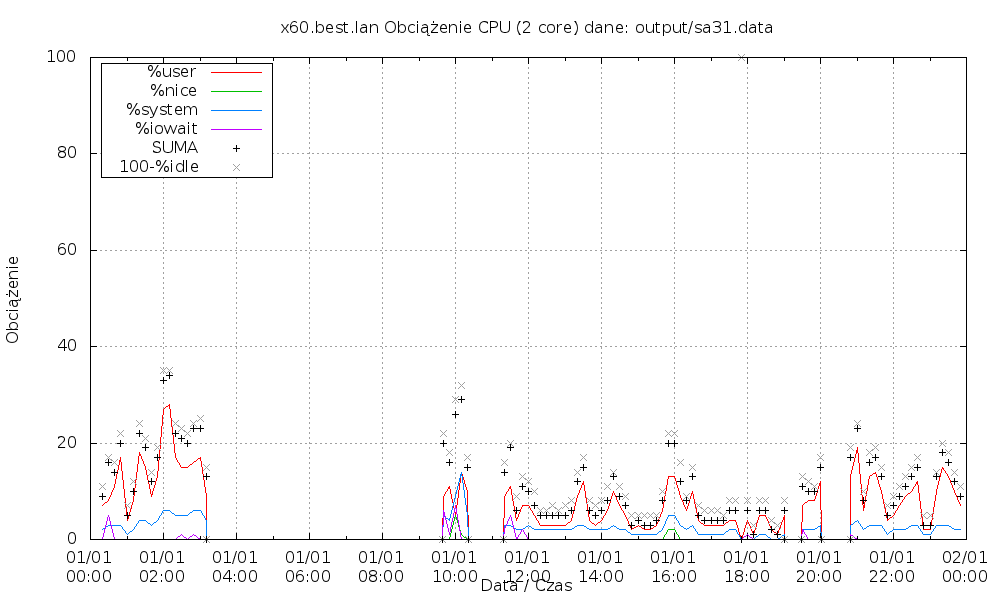 x60.best.lan Obciążenie CPU (2 core) dane: output/sa31.data
100
80
60
40
20
0
Obciążenie
%user
%nice
%system
%iowait
SUMA
100-%idle
01/01 01/01 01/01 01/01 01/01 01/01 01/01 01/01 01/01 01/01 01/01 01/01 02/01
00:00 02:00 04:00 06:00 08:00 10:00 12:00 14:00 16:00 18:00 20:00 22:00 00:00
Data / Czas